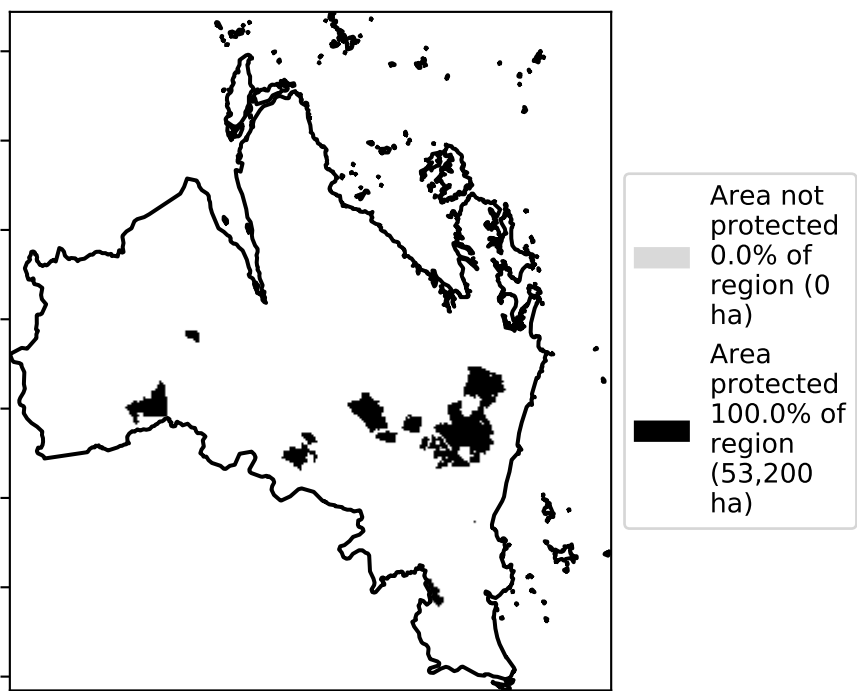 Area not
protected
0.0% of
region (0
ha)
Area
protected
100.0% of
region
(53,200
ha)